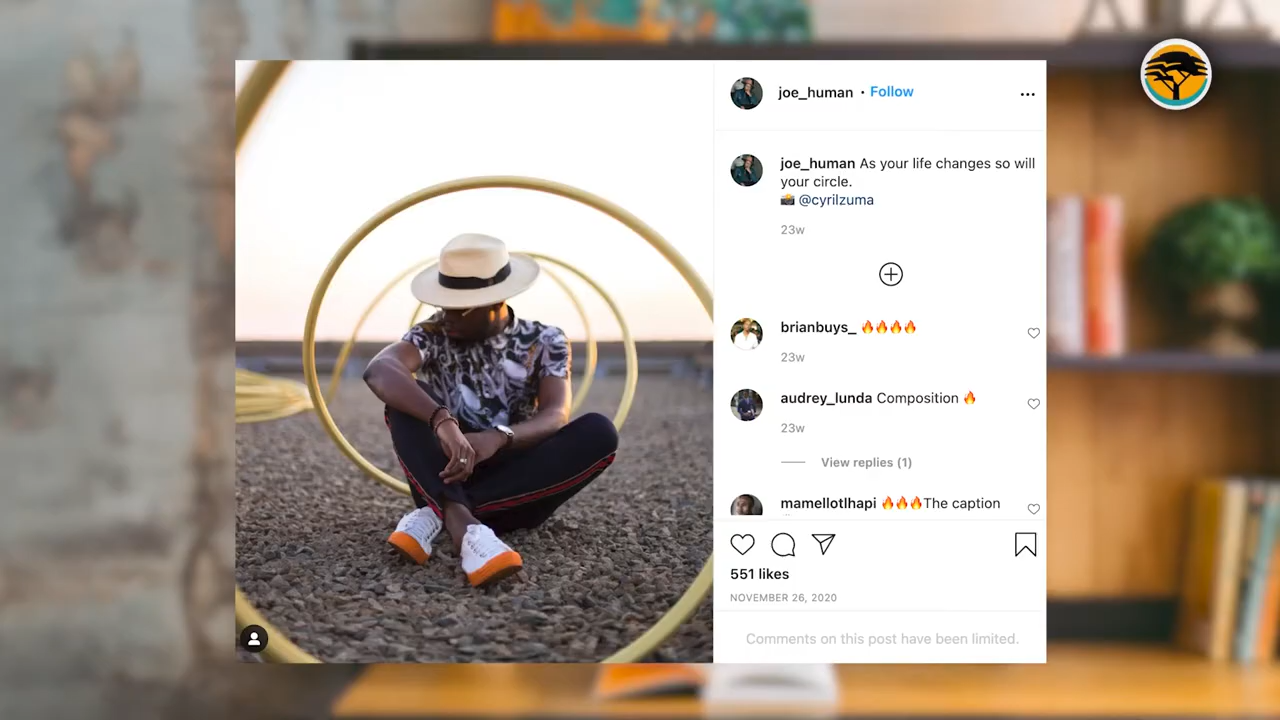 joe_human • Follow
joe_human As your life changes so will
your circle.
📸 @cyrilzuma
23w
brianbuys_ 🔥🔥🔥🔥
23w
audrey_lunda Composition 🔥
23w
View replies (1)
mamellotlhapi 🔥🔥🔥The caption
551 likes
NOVEMBER 26, 2020
Comments on this post have been limited.